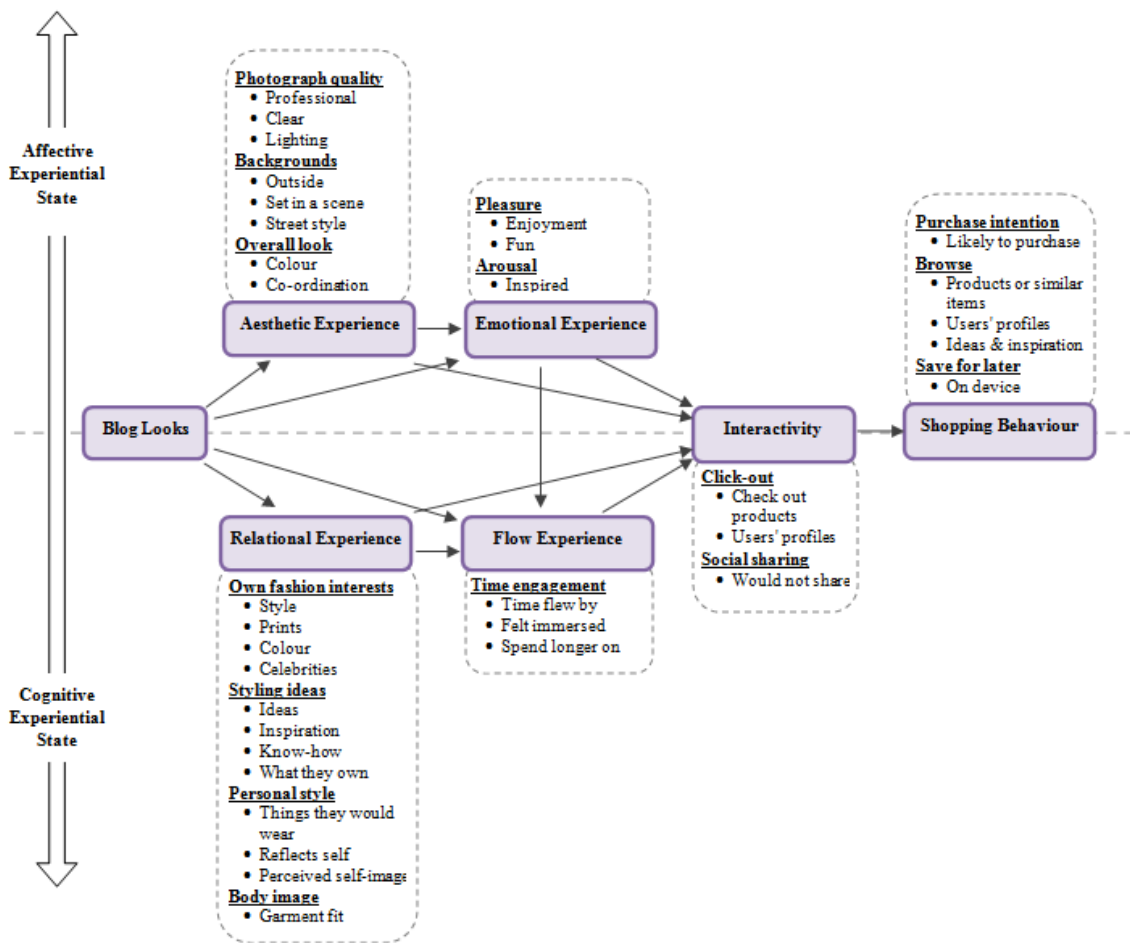 Affective
Experiential
State
Photograph quality
• Professional
• Clear
• Lighting
Backgrounds
• Outside
• Set in a scene
• Street style
Overall look
• Colour
• Co-ordination
Aesthetic Experience
Pleasure
• Enjoyment
• Fun
Arousal
• Inspired
Emotional Experience
Purchase intention
• Likely to purchase
Browse
• Products or similar
items
• Users' profiles
• Ideas & inspiration
Save for later
• On device
Shopping Behaviour
Blog Looks
Interactivity
Click-out
• Check out
products
• Users' profiles
Social sharing
• Would not share
Relational Experience
Own fashion interests
• Style
• Prints
• Colour
• Celebrities
Styling ideas
• Ideas
• Inspiration
• Know-how
• What they own
Personal style
• Things they would
wear
• Reflects self
• Perceived self-image
Body image
• Garment fit
Flow Experience
Time engagement
• Time flew by
• Felt immersed
• Spend longer on
Cognitive
Experiential
State